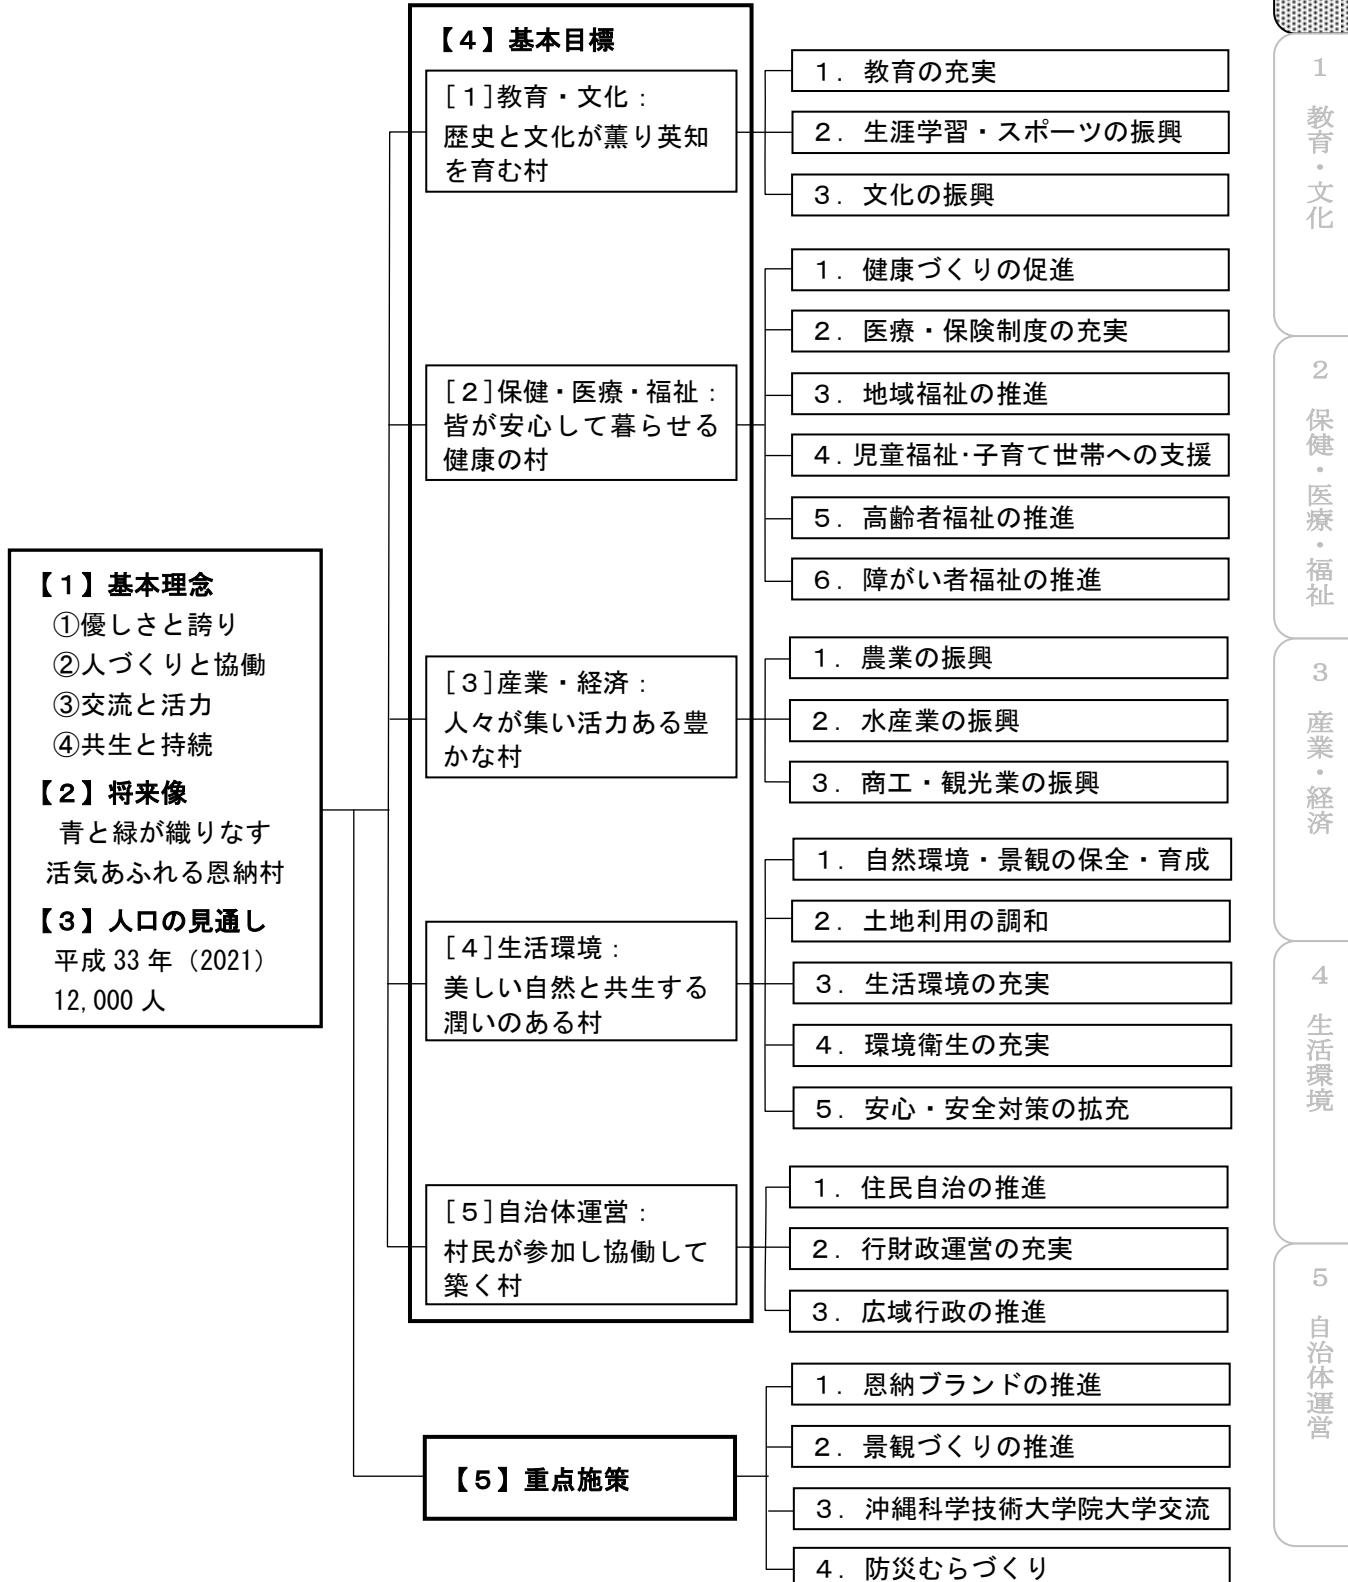 【1】基本理念
①優しさと誇り
②人づくりと協働
③交流と活力
④共生と持続
【2】将来像
青と緑が織りなす
活気あふれる恩納村
【3】人口の見通し
平成 33 年（2021）
12,000 人
【4】基本目標
[1]教育・文化：
歴史と文化が薫り英知
を育む村
1．教育の充実
2．生涯学習・スポーツの振興
3．文化の振興
[2]保健・医療・福祉：
皆が安心して暮らせる
健康の村
1．健康づくりの促進
2．医療・保険制度の充実
3．地域福祉の推進
4．児童福祉・子育て世帯への支援
5．高齢者福祉の推進
6．障がい者福祉の推進
[3]産業・経済：
人々が集い活力ある豊
かな村
1．農業の振興
2．水産業の振興
3．商工・観光業の振興
[4]生活環境：
美しい自然と共生する
潤いのある村
1．自然環境・景観の保全・育成
2．土地利用の調和
3．生活環境の充実
4．環境衛生の充実
5．安心・安全対策の拡充
[5]自治体運営：
村民が参加し協働して
築く村
1．住民自治の推進
2．行財政運営の充実
3．広域行政の推進
【5】重点施策
1．恩納ブランドの推進
2．景観づくりの推進
3．沖縄科学技術大学院大学交流
4．防災むらづくり
1 教育・文化
2 保健・医療・福祉
3 産業・経済
4 生活環境
5 自治体運営